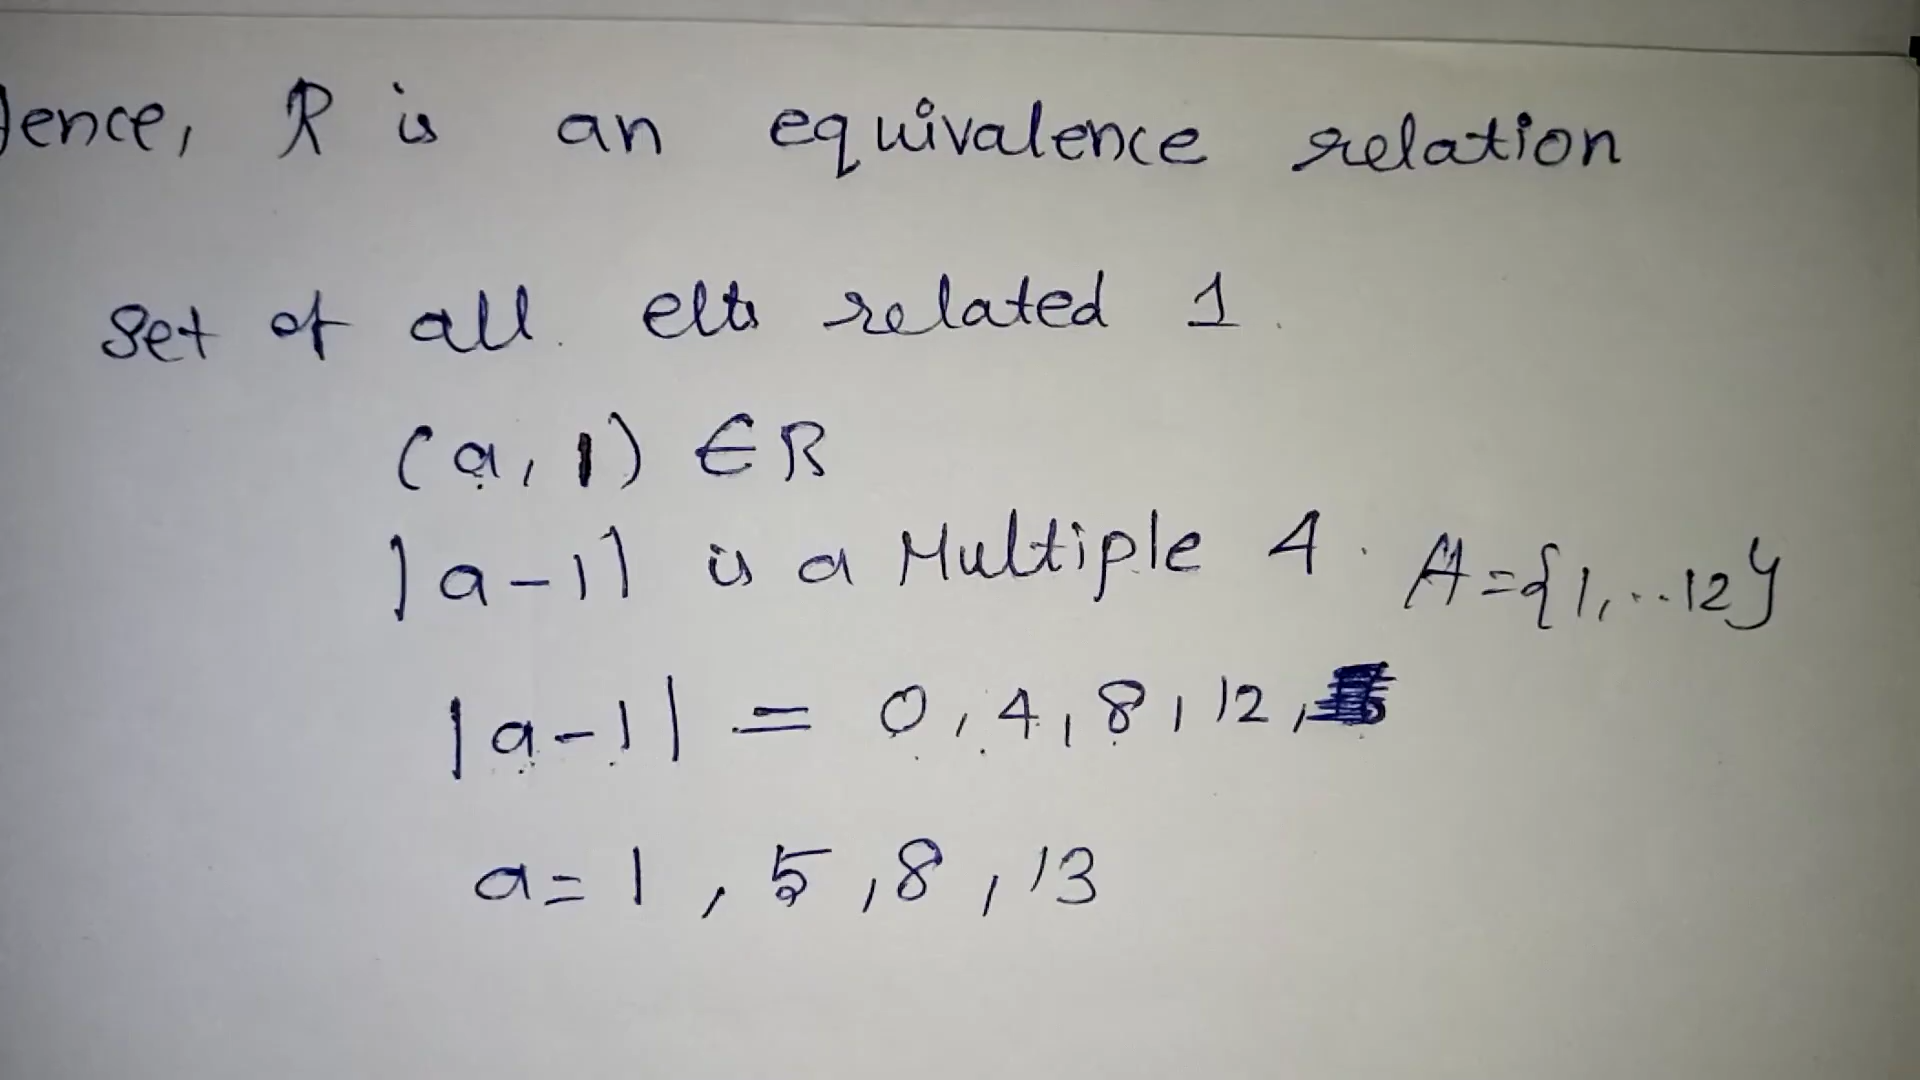 ence, R is an equivalence relation
Set of all elts related 1.
(a, 1) ∈ R
|a-1| is a Multiple 4. A={1,...12}
|a-1| = 0, 4, 8, 12,
a=1, 5, 8, 13